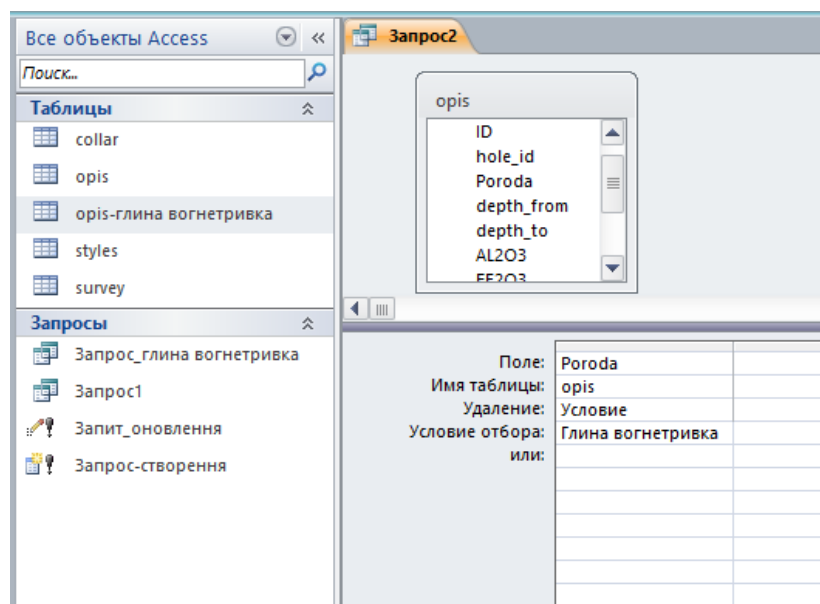 Все объекты Access
Поиск...
Таблицы
collar
opis
opis-глина вогнетривка
styles
survey
Запросы
Запрос_глина вогнетривка
Запрос1
Запит_оновлення
Запрос-створення
Запрос2
opis
ID
hole_id
Poroda
depth_from
depth_to
AL2O3
FE2O3
Поле: Poroda
Имя таблицы: opis
Удаление: Условие
Условие отбора: Глина вогнетривка
или: